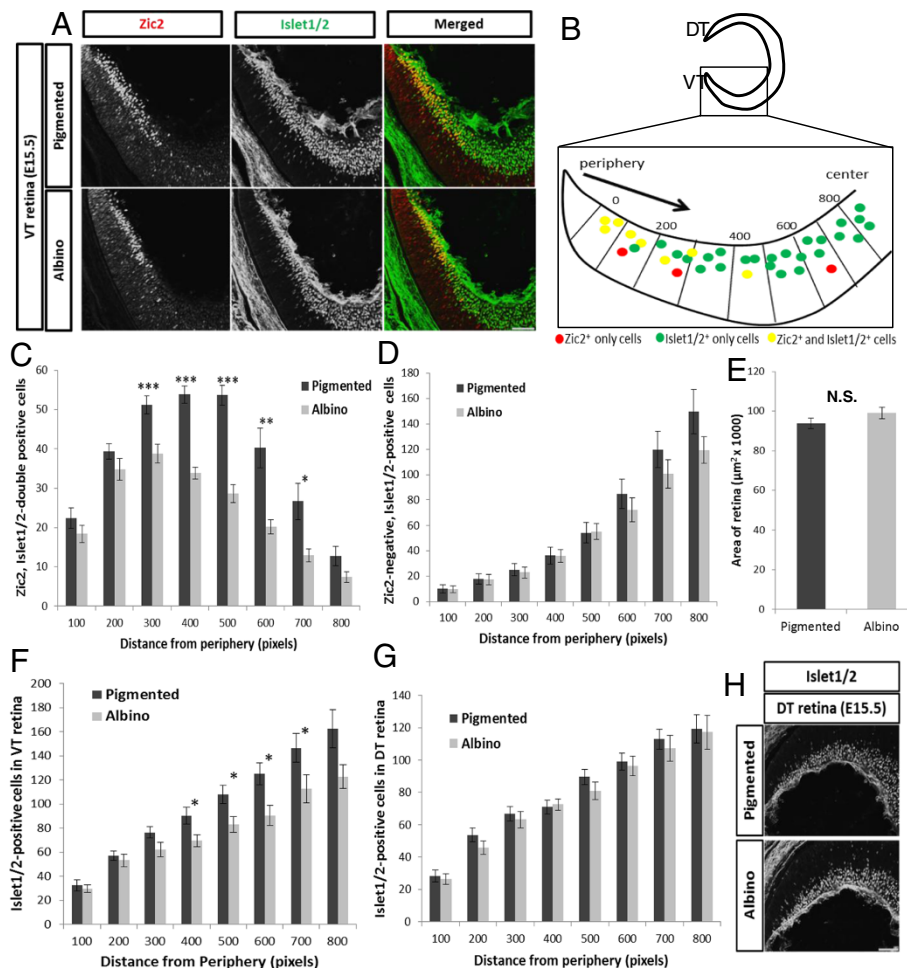 A
Zic2
Islet1/2
Merged
VT retina (E15.5)
Pigmented
Albino
B
DT
VT
periphery
center
0
200
400
600
800
Zic2⁺ only cells
Islet1/2⁺ only cells
Zic2⁺ and Islet1/2⁺ cells
C
Zic2, Islet1/2-double positive cells
60
50
40
30
20
10
0
***
***
***
**
*
Pigmented
Albino
100 200 300 400 500 600 700 800
Distance from periphery (pixels)
D
Zic2-negative, Islet1/2-positive cells
180
160
140
120
100
80
60
40
20
0
Pigmented
Albino
100 200 300 400 500 600 700 800
Distance from periphery (pixels)
E
N.S.
Area of retina (µm² x 1000)
120
100
80
60
40
20
0
Pigmented Albino
F
Islet1/2-positive cells in VT retina
200
180
160
140
120
100
80
60
40
20
0
Pigmented
Albino
*
*
*
*
100 200 300 400 500 600 700 800
Distance from Periphery (pixels)
G
Islet1/2-positive cells in DT retina
140
120
100
80
60
40
20
0
Pigmented
Albino
100 200 300 400 500 600 700 800
Distance from Periphery (pixels)
H
Islet1/2
DT retina (E15.5)
Pigmented
Albino